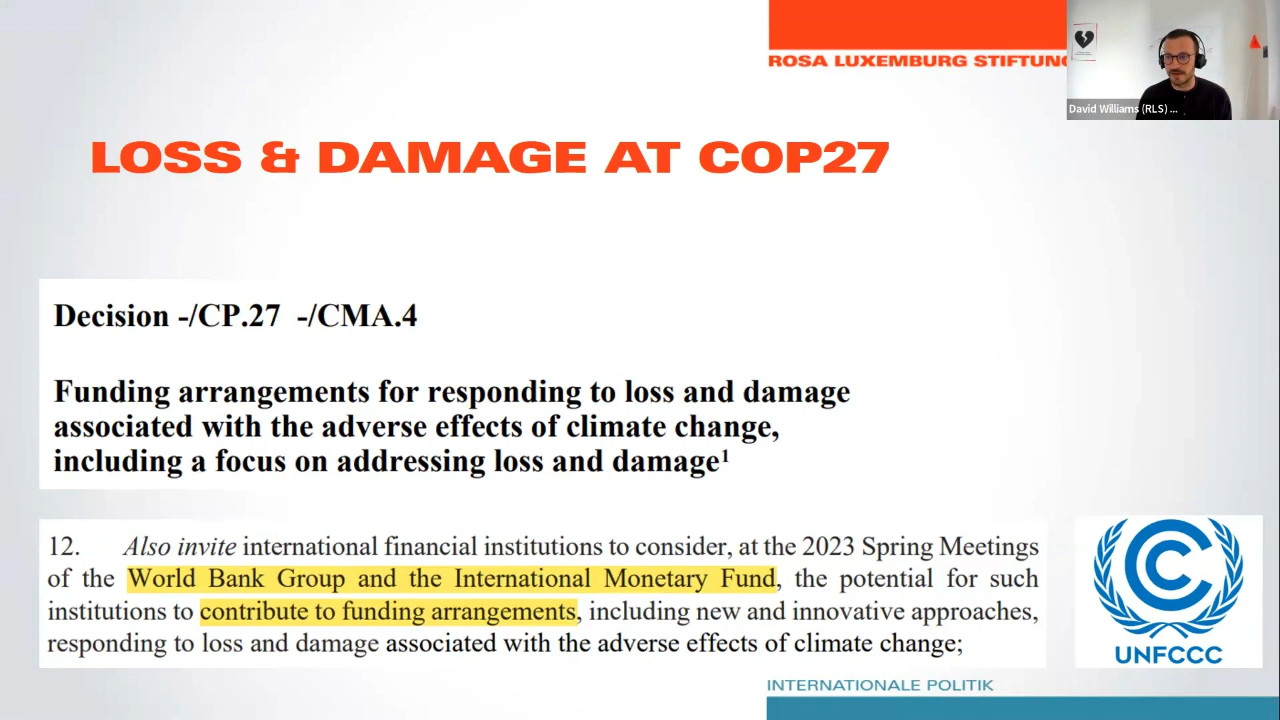 ROSA LUXEMBURG STIFTUNG
David Williams (RLS) ...
LOSS & DAMAGE AT COP27
Decision -/CP.27 -/CMA.4
Funding arrangements for responding to loss and damage
associated with the adverse effects of climate change,
including a focus on addressing loss and damage¹
12. Also invite international financial institutions to consider, at the 2023 Spring Meetings
of the World Bank Group and the International Monetary Fund, the potential for such
institutions to contribute to funding arrangements, including new and innovative approaches,
responding to loss and damage associated with the adverse effects of climate change;
UNFCCC
INTERNATIONALE POLITIK